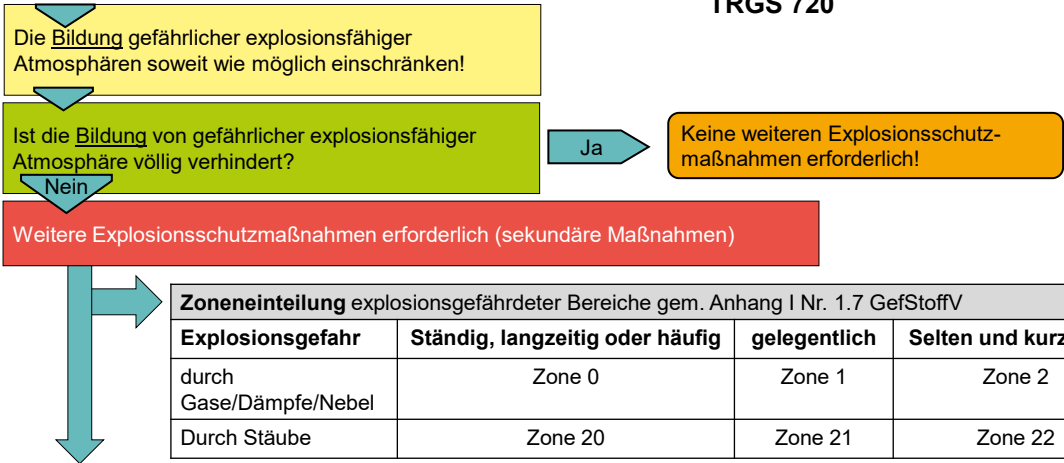 TRGS 720
Die Bildung gefährlicher explosionsfähiger
Atmosphären soweit wie möglich einschränken!
Ist die Bildung von gefährlicher explosionsfähiger
Atmosphäre völlig verhindert?
Ja
Keine weiteren Explosionsschutz-
maßnahmen erforderlich!
Nein
Weitere Explosionsschutzmaßnahmen erforderlich (sekundäre Maßnahmen)
Zoneneinteilung explosionsgefährdeter Bereiche gem. Anhang I Nr. 1.7 GefStoffV
Explosionsgefahr Ständig, langzeitig oder häufig gelegentlich Selten und kurz
durch Zone 0 Zone 1 Zone 2
Gase/Dämpfe/Nebel
Durch Stäube Zone 20 Zone 21 Zone 22